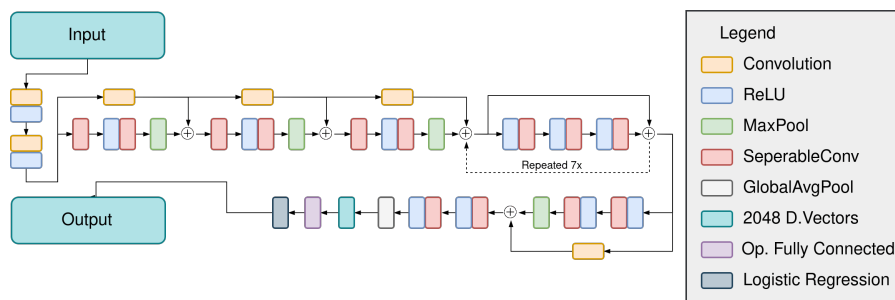 Input
Repeated 7x
Output
Legend
Convolution
ReLU
MaxPool
SeperableConv
GlobalAvgPool
2048 D.Vectors
Op. Fully Connected
Logistic Regression